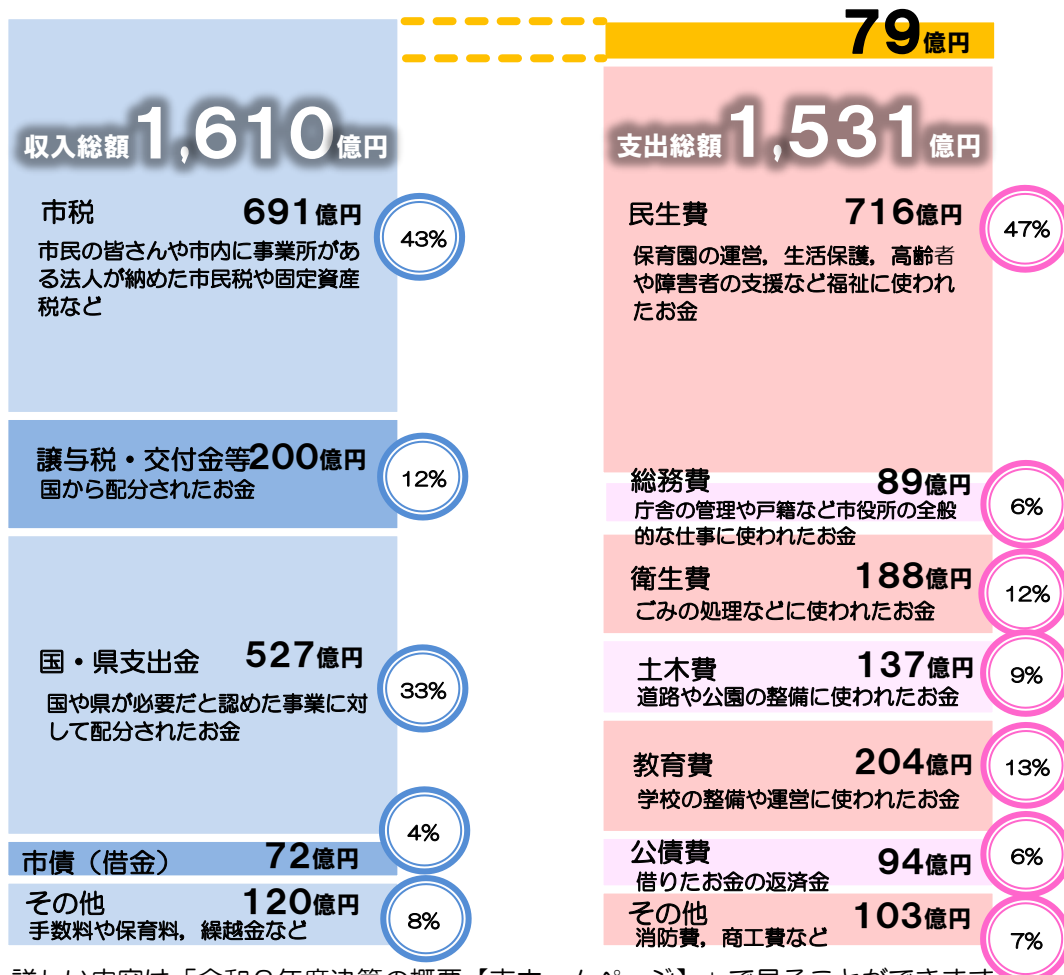 収入総額1,610億円
市税 691億円
43%
市民の皆さんや市内に事業所があ
る法人が納めた市民税や固定資産
税など
譲与税・交付金等200億円
国から配分されたお金
12%
国・県支出金 527億円
国や県が必要だと認めた事業に対
して配分されたお金
33%
市債(借金) 72億円
4%
その他 120億円
手数料や保育料,繰越金など
8%
79億円
支出総額1,531億円
民生費 716億円
47%
保育園の運営,生活保護,高齢者
や障害者の支援など福祉に使われ
たお金
総務費 89億円
庁舎の管理や戸籍など市役所の全般
的な仕事に使われたお金
6%
衛生費 188億円
ごみの処理などに使われたお金
12%
土木費 137億円
道路や公園の整備に使われたお金
9%
教育費 204億円
学校の整備や運営に使われたお金
13%
公債費 94億円
借りたお金の返済金
6%
その他 103億円
消防費,商工費など
7%